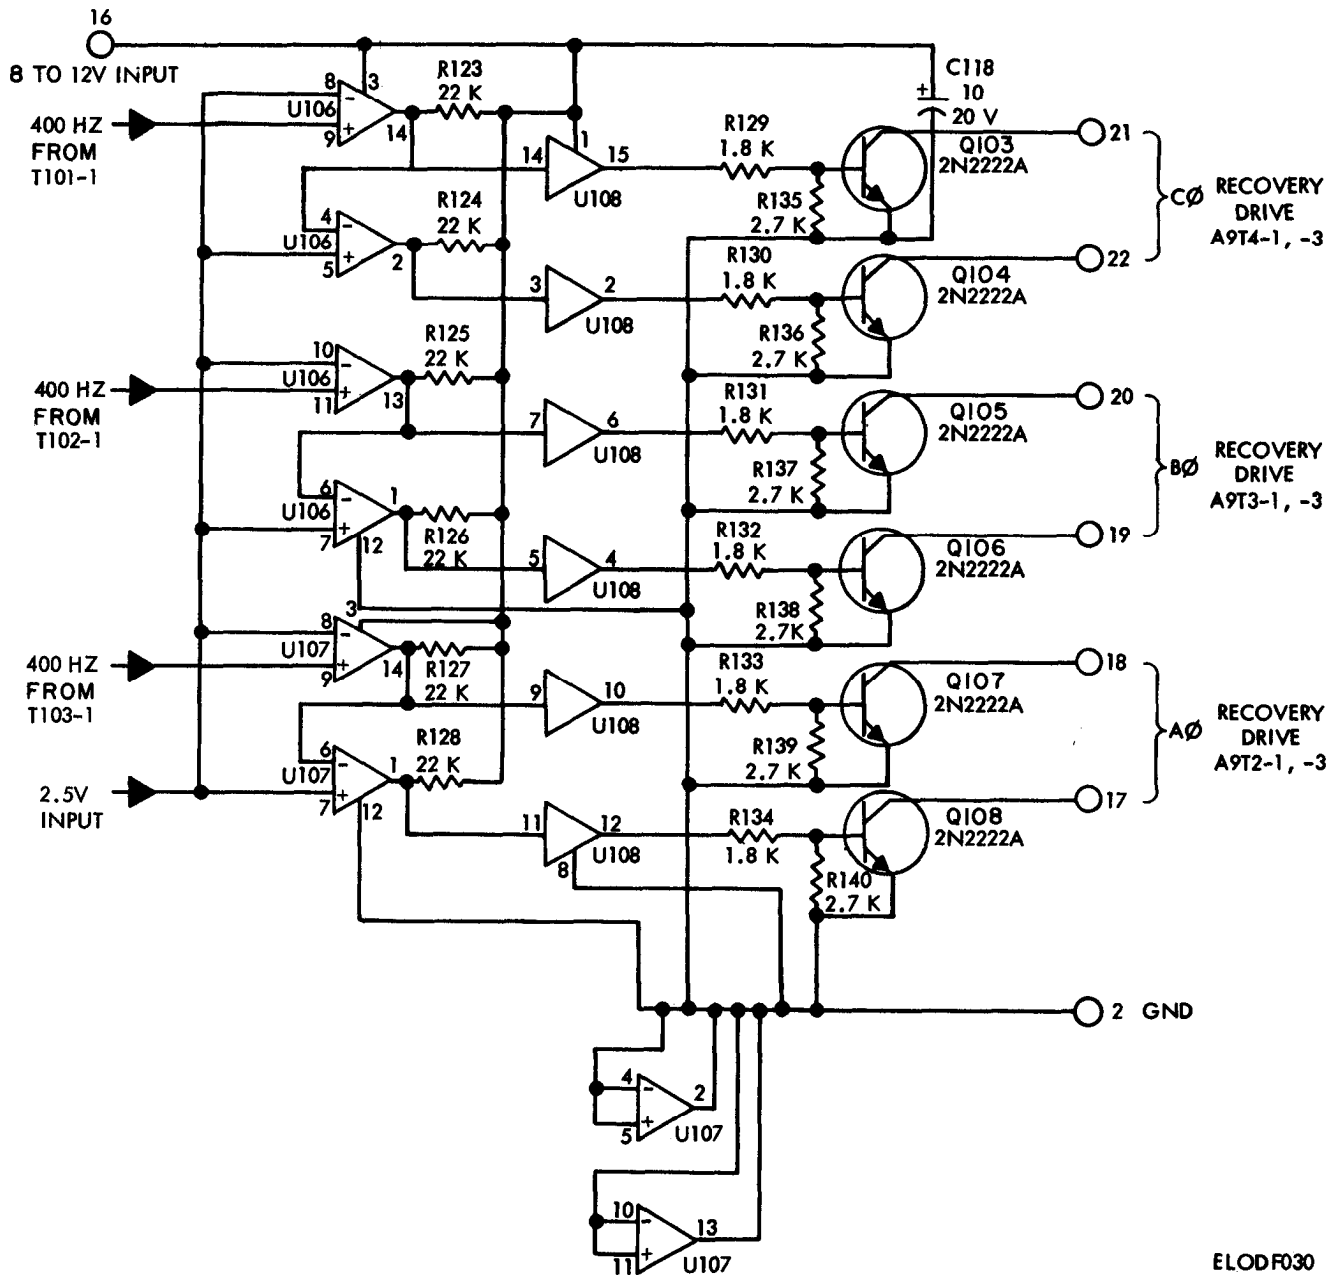 16
8 TO 12V INPUT
8
-
3
U106
+
9
14
R123
22 K
400 HZ
FROM
T101-1
14
1
15
U108
R129
1.8 K
R135
2.7 K
+
C118
10
20 V
Q103
2N2222A
21
CØ
RECOVERY
DRIVE
A9T4-1, -3
4
-
U106
+
5
2
R124
22 K
3
2
U108
R130
1.8 K
R136
2.7 K
Q104
2N2222A
22
10
-
U106
+
11
13
R125
22 K
400 HZ
FROM
T102-1
7
6
U108
R131
1.8 K
R137
2.7 K
Q105
2N2222A
20
BØ
RECOVERY
DRIVE
A9T3-1, -3
6
-
1
U106
+
7
12
R126
22 K
5
4
U108
R132
1.8 K
R138
2.7K
Q106
2N2222A
19
8
-
3
U107
+
9
14
R127
22 K
400 HZ
FROM
T103-1
9
10
U108
R133
1.8 K
R139
2.7 K
Q107
2N2222A
18
AØ
RECOVERY
DRIVE
A9T2-1, -3
6
-
1
U107
+
7
12
R128
22 K
2.5V
INPUT
11
12
U108
8
R134
1.8 K
R140
2.7 K
Q108
2N2222A
17
2 GND
4
-
2
+
5
U107
10
-
13
+
11
U107
ELODF030